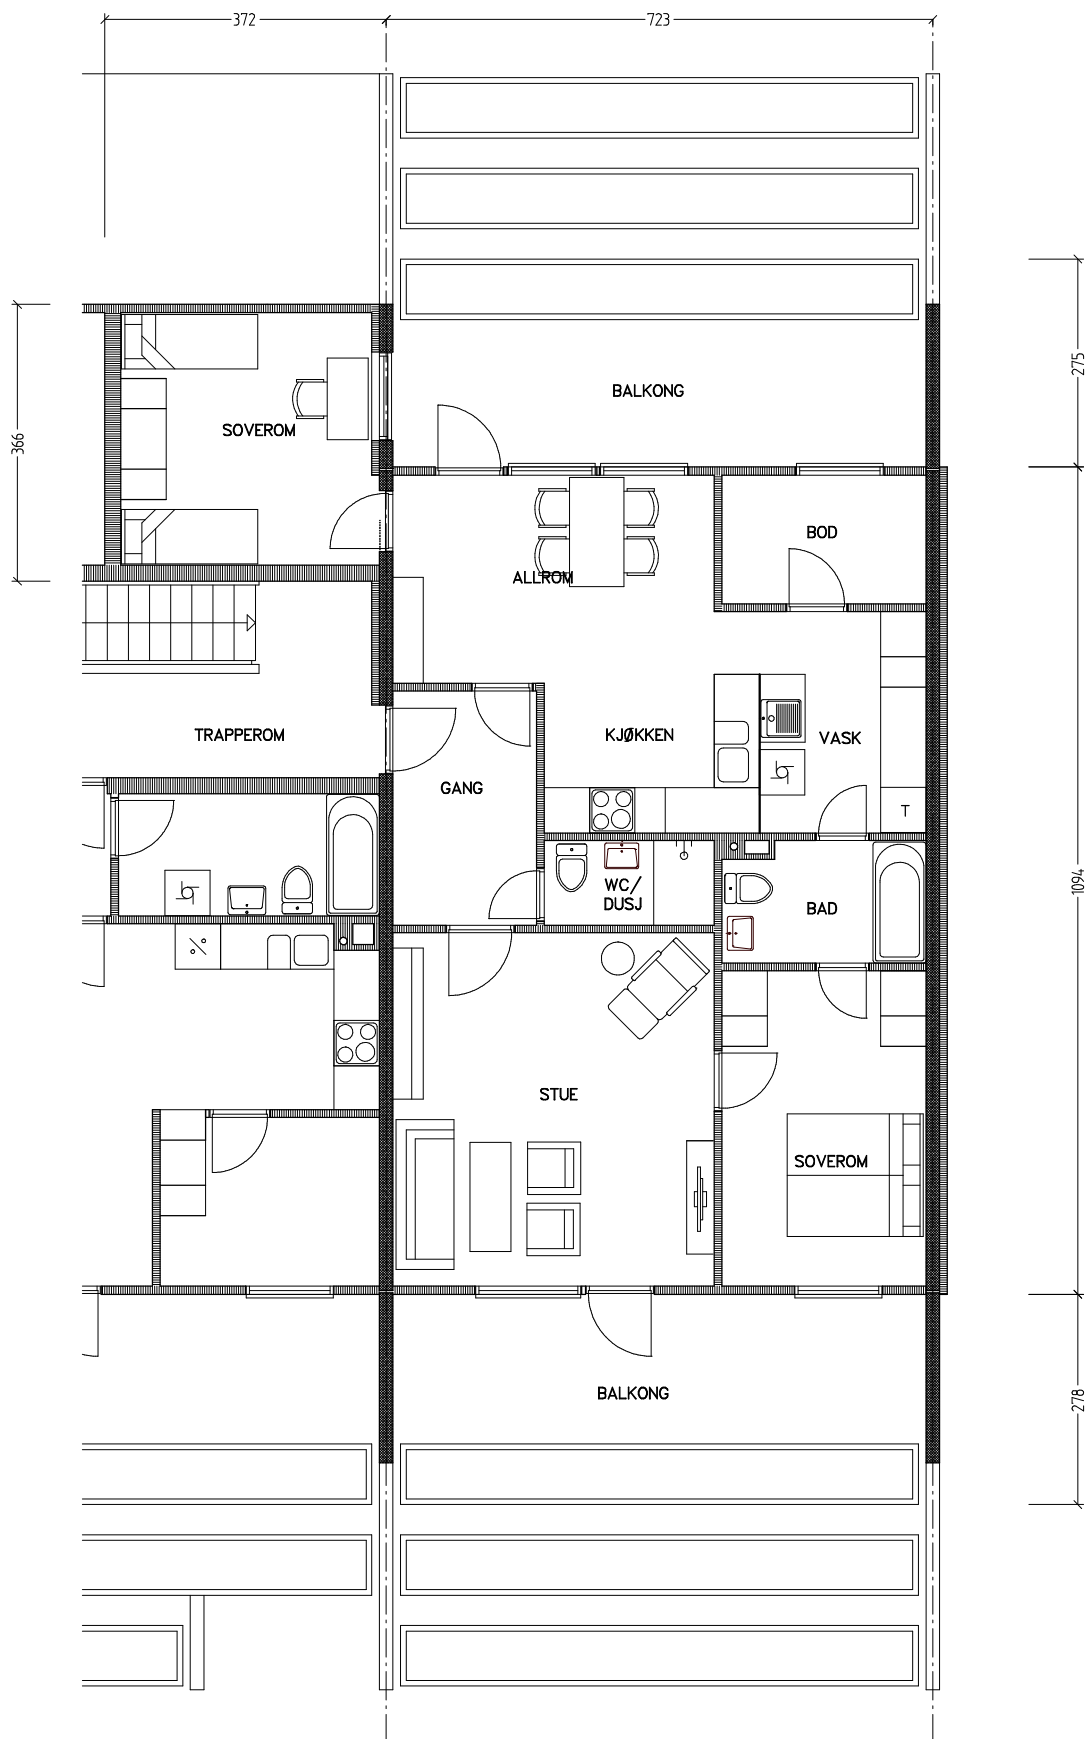 372
723
275
366
BALKONG
SOVEROM
BOD
ALLROM
TRAPPEROM
KJØKKEN
VASK
GANG
T
WC/
DUSJ
BAD
1094
%
STUE
SOVEROM
BALKONG
278